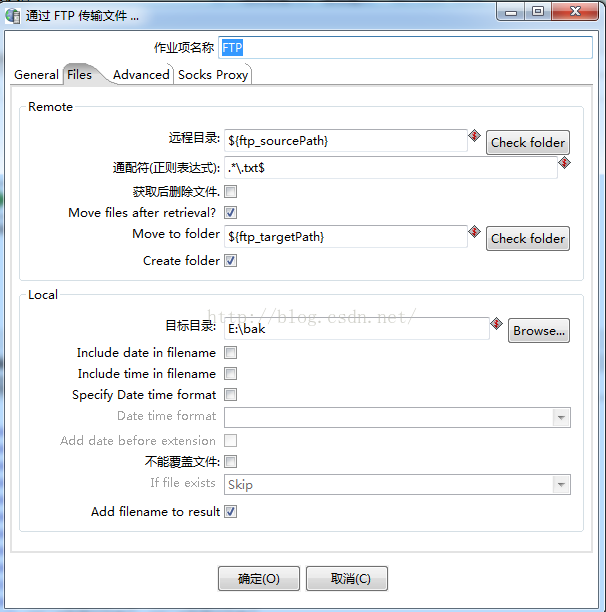 通过 FTP 传输文件 ...
作业项名称 FTP
General Files Advanced Socks Proxy
Remote
远程目录: ${ftp_sourcePath} Check folder
通配符(正则表达式): .*\.txt$
获取后删除文件.
Move files after retrieval?
Move to folder ${ftp_targetPath} Check folder
Create folder
Local
http://blog.csdn.net/
目标目录: E:\bak Browse...
Include date in filename
Include time in filename
Specify Date time format
Date time format
Add date before extension
不能覆盖文件:
If file exists Skip
Add filename to result
确定(O) 取消(C)